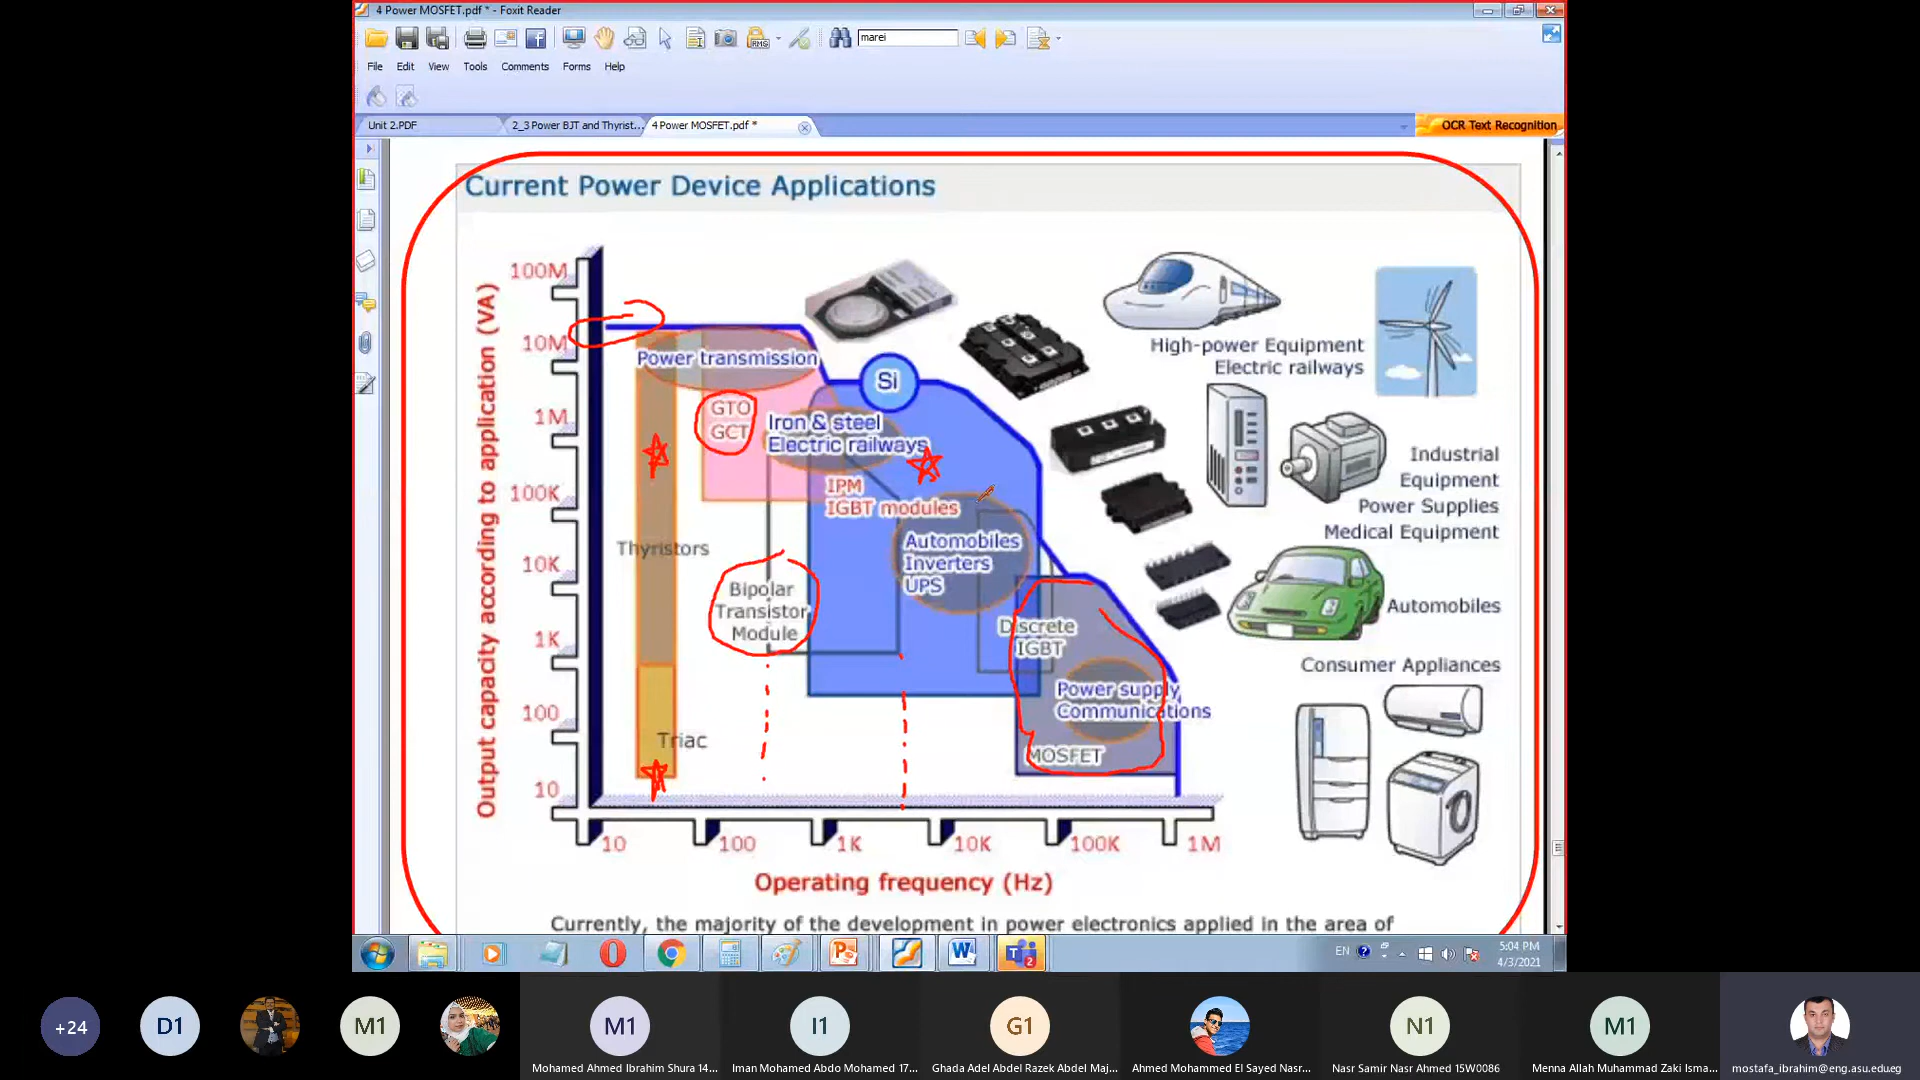 4 Power MOSFET.pdf * - Foxit Reader
RMS
marei
File Edit View Tools Comments Forms Help
Unit 2.PDF
2_3 Power BJT and Thyrist...
4 Power MOSFET.pdf *
OCR Text Recognition
Current Power Device Applications
Output capacity according to application (VA)
100M
10M
1M
100K
10K
1K
100
10
Power transmission
Si
GTO
GCT
Iron & steel
Electric railways
IPM
IGBT modules
Thyristors
Automobiles
Inverters
UPS
Bipolar
Transistor
Module
Discrete
IGBT
Power supply
Communications
Triac
MOSFET
10 100 1K 10K 100K 1M
Operating frequency (Hz)
High-power Equipment
Electric railways
Industrial
Equipment
Power Supplies
Medical Equipment
Automobiles
Consumer Appliances
Currently, the majority of the development in power electronics applied in the area of
EN
5:04 PM
4/3/2021
2
+24
D1
M1
M1
I1
G1
N1
M1
Mohamed Ahmed Ibrahim Shura 14...
Iman Mohamed Abdo Mohamed 17...
Ghada Adel Abdel Razek Abdel Maj...
Ahmed Mohammed El Sayed Nasr...
Nasr Samir Nasr Ahmed 15W0086
Menna Allah Muhammad Zaki Isma...
mostafa_ibrahim@eng.asu.edu.eg